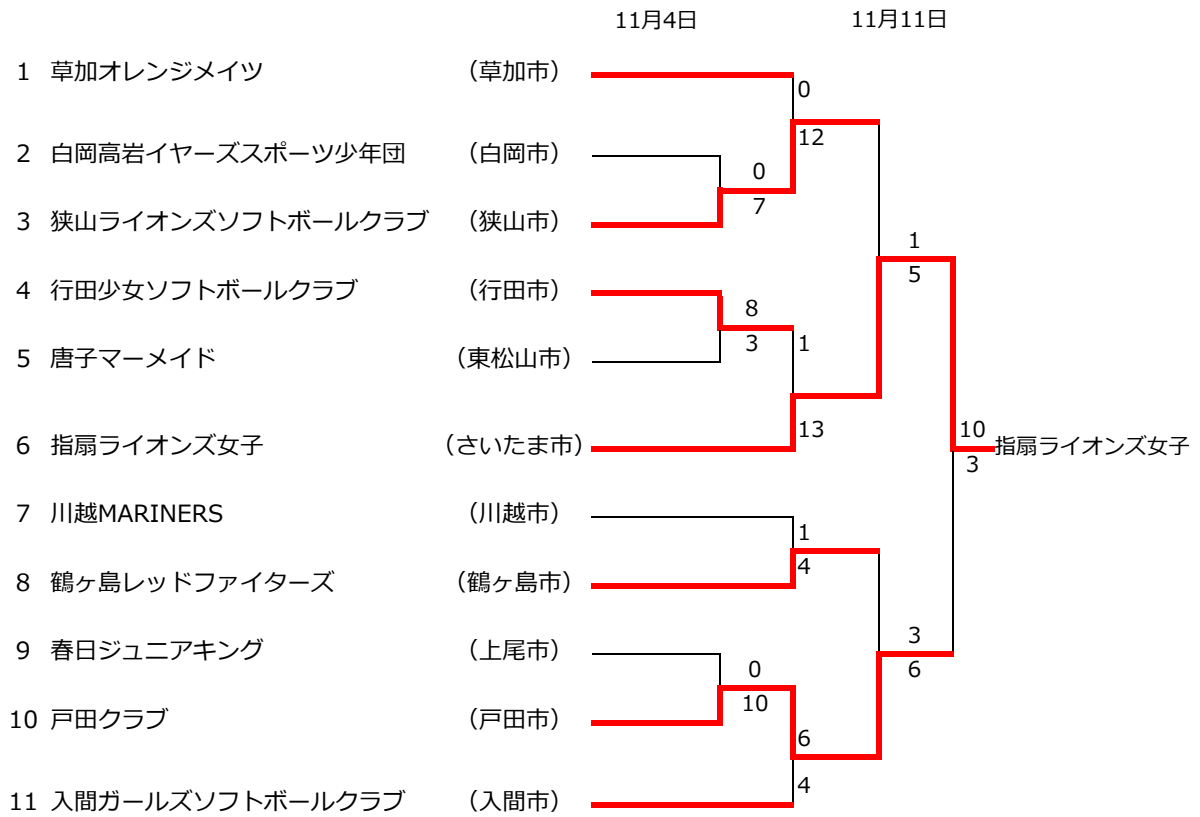 11月4日 11月11日
1 草加オレンジメイツ （草加市）
0
12
2 白岡高岩イヤーズスポーツ少年団 （白岡市）
0
7
3 狭山ライオンズソフトボールクラブ （狭山市）
1
5
4 行田少女ソフトボールクラブ （行田市）
8
3 1
5 唐子マーメイド （東松山市）
13 10
6 指扇ライオンズ女子 （さいたま市） 指扇ライオンズ女子
3
7 川越MARINERS （川越市）
1
4
8 鶴ヶ島レッドファイターズ （鶴ヶ島市）
3
9 春日ジュニアキング （上尾市）
0 6
10
10 戸田クラブ （戸田市）
6
4
11 入間ガールズソフトボールクラブ （入間市）